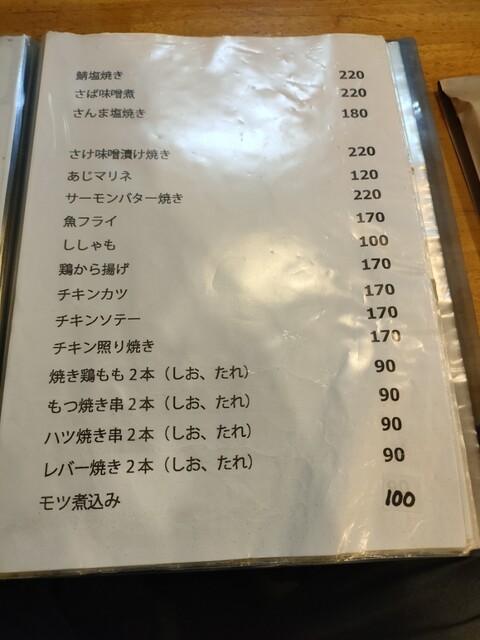 鯖塩焼き 220
さば味噌煮 220
さんま塩焼き 180
さけ味噌漬け焼き 220
あじマリネ 120
サーモンバター焼き 220
魚フライ 170
ししゃも 100
鶏から揚げ 170
チキンカツ 170
チキンソテー 170
チキン照り焼き 170
焼き鶏もも2本（しお、たれ） 90
もつ焼き串2本（しお、たれ） 90
ハツ焼き串2本（しお、たれ） 90
レバー焼き2本（しお、たれ） 90
モツ煮込み 100